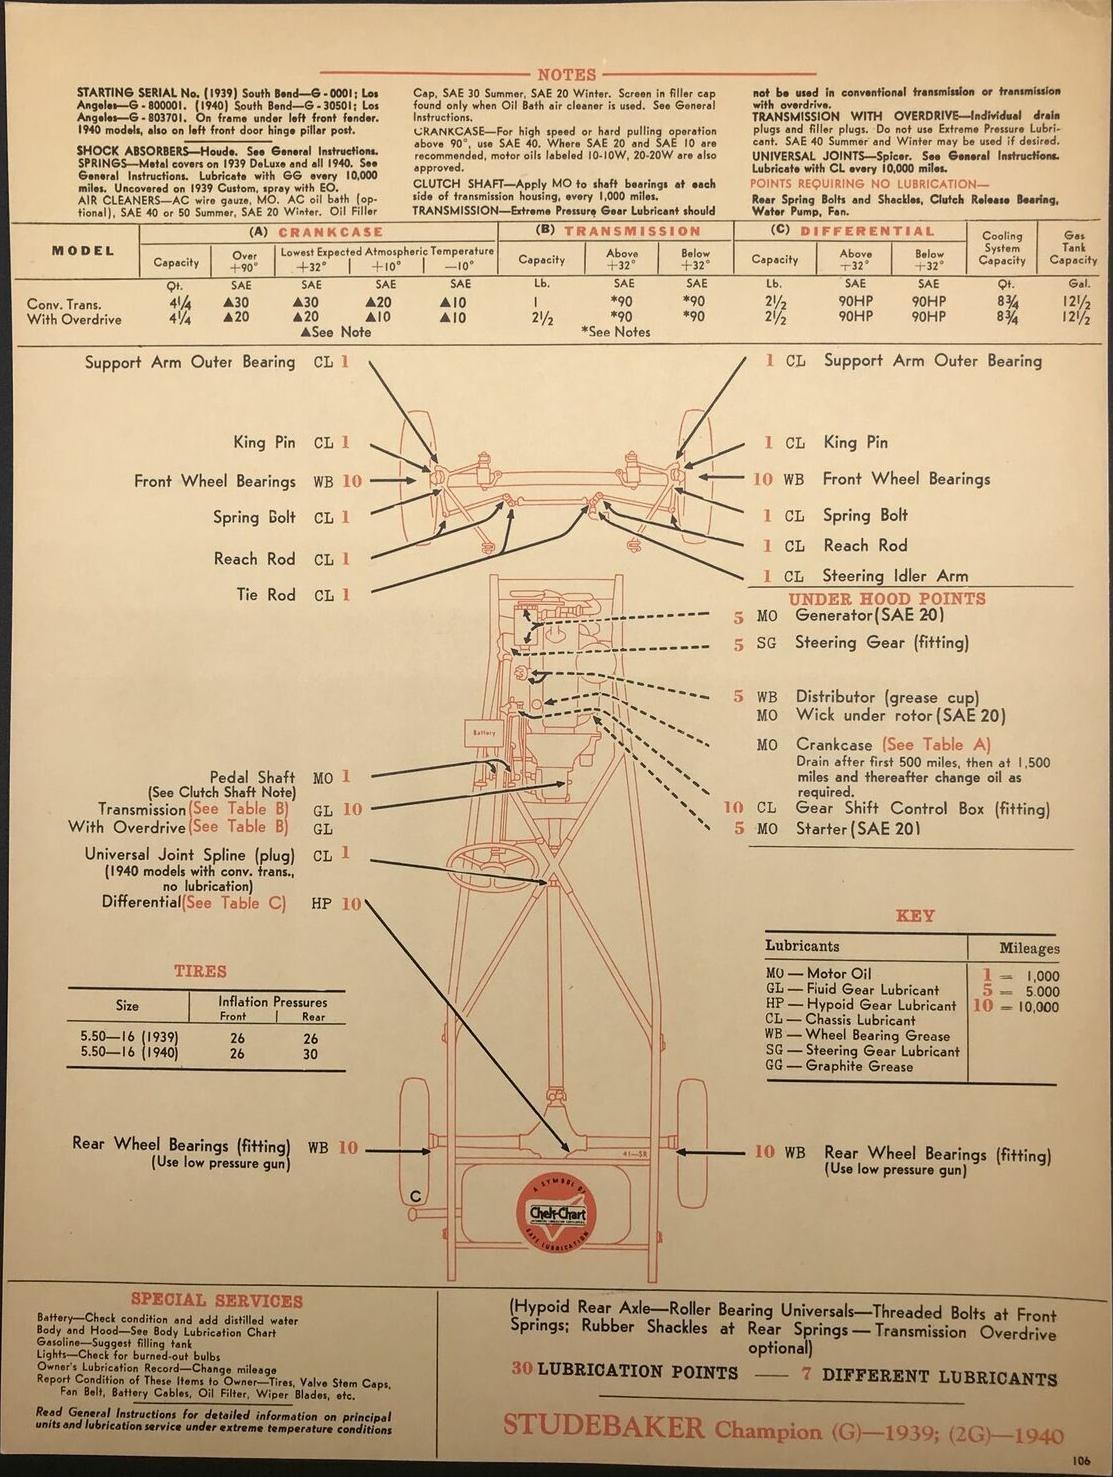 NOTES
STARTING SERIAL No. (1939) South Bend—G-0001; Los
Angeles—G-800001. (1940) South Bend—G-30501; Los
Angeles—G-803701. On frame under left front fender.
1940 models, also on left front door hinge pillar post.
SHOCK ABSORBERS—Houde. See General Instructions.
SPRINGS—Metal covers on 1939 DeLuxe and all 1940. See
General Instructions. Lubricate with GG every 10,000
miles. Uncovered on 1939 Custom, spray with EO.
AIR CLEANERS—AC wire gauze, MO. AC oil bath (op-
tional), SAE 40 or 50 Summer, SAE 20 Winter. Oil Filler
Cap, SAE 30 Summer, SAE 20 Winter. Screen in filler cap
found only when Oil Bath air cleaner is used. See General
Instructions.
CRANKCASE—For high speed or hard pulling operation
above 90°, use SAE 40. Where SAE 20 and SAE 10 are
recommended, motor oils labeled 10-10W, 20-20W are also
approved.
CLUTCH SHAFT—Apply MO to shaft bearings at each
side of transmission housing, every 1,000 miles.
TRANSMISSION—Extreme Pressure Gear Lubricant should
not be used in conventional transmission or transmission
with overdrive.
TRANSMISSION WITH OVERDRIVE—Individual drain
plugs and filler plugs. Do not use Extreme Pressure Lubri-
cant. SAE 40 Summer and Winter may be used if desired.
UNIVERSAL JOINTS—Spicer. See General Instructions.
Lubricate with CL every 10,000 miles.
POINTS REQUIRING NO LUBRICATION—
Rear Spring Bolts and Shackles, Clutch Release Bearing,
Water Pump, Fan.
MODEL (A) CRANKCASE (B) TRANSMISSION (C) DIFFERENTIAL Cooling System Capacity Gas Tank Capacity
Capacity Over +90° Lowest Expected Atmospheric Temperature +32° +10° —10° Capacity Above +32° Below +32° Capacity Above +32° Below +32°
Qt. SAE SAE SAE SAE Lb. SAE SAE Lb. SAE SAE Qt. Gal.
Conv. Trans. 4¼ ▲30 ▲30 ▲20 ▲10 1 *90 *90 2½ 90HP 90HP 8¾ 12½
With Overdrive 4¼ ▲20 ▲20 ▲10 ▲10 2½ *90 *90 2½ 90HP 90HP 8¾ 12½
▲See Note *See Notes
Support Arm Outer Bearing CL 1
1 CL Support Arm Outer Bearing
King Pin CL 1
1 CL King Pin
Front Wheel Bearings WB 10
10 WB Front Wheel Bearings
Spring Bolt CL 1
1 CL Spring Bolt
Reach Rod CL 1
1 CL Reach Rod
Tie Rod CL 1
1 CL Steering Idler Arm
UNDER HOOD POINTS
5 MO Generator (SAE 20)
5 SG Steering Gear (fitting)
5 WB Distributor (grease cup)
MO Wick under rotor (SAE 20)
MO Crankcase (See Table A)
Drain after first 500 miles, then at 1,500
miles and thereafter change oil as
required.
10 CL Gear Shift Control Box (fitting)
5 MO Starter (SAE 20)
Battery
Pedal Shaft MO 1
(See Clutch Shaft Note)
Transmission (See Table B) GL 10
With Overdrive (See Table B) GL
Universal Joint Spline (plug) CL 1
(1940 models with conv. trans.,
no lubrication)
Differential (See Table C) HP 10
KEY
Lubricants Mileages
MO — Motor Oil 1 = 1,000
GL — Fluid Gear Lubricant 5 = 5.000
HP — Hypoid Gear Lubricant 10 = 10,000
CL — Chassis Lubricant
WB — Wheel Bearing Grease
SG — Steering Gear Lubricant
GG — Graphite Grease
TIRES
Size Inflation Pressures
Front Rear
5.50—16 (1939) 26 26
5.50—16 (1940) 26 30
Rear Wheel Bearings (fitting) WB 10
(Use low pressure gun)
10 WB Rear Wheel Bearings (fitting)
(Use low pressure gun)
41—SR
C
A SYMBOL OF
Chek-Chart
SAFE LUBRICATION
SPECIAL SERVICES
Battery—Check condition and add distilled water
Body and Hood—See Body Lubrication Chart
Gasoline—Suggest filling tank
Lights—Check for burned-out bulbs
Owner's Lubrication Record—Change mileage
Report Condition of These Items to Owner—Tires, Valve Stem Caps,
Fan Belt, Battery Cables, Oil Filter, Wiper Blades, etc.
Read General Instructions for detailed information on principal
units and lubrication service under extreme temperature conditions
(Hypoid Rear Axle—Roller Bearing Universals—Threaded Bolts at Front
Springs; Rubber Shackles at Rear Springs — Transmission Overdrive
optional)
30 LUBRICATION POINTS — 7 DIFFERENT LUBRICANTS
STUDEBAKER Champion (G)—1939; (2G)—1940
106